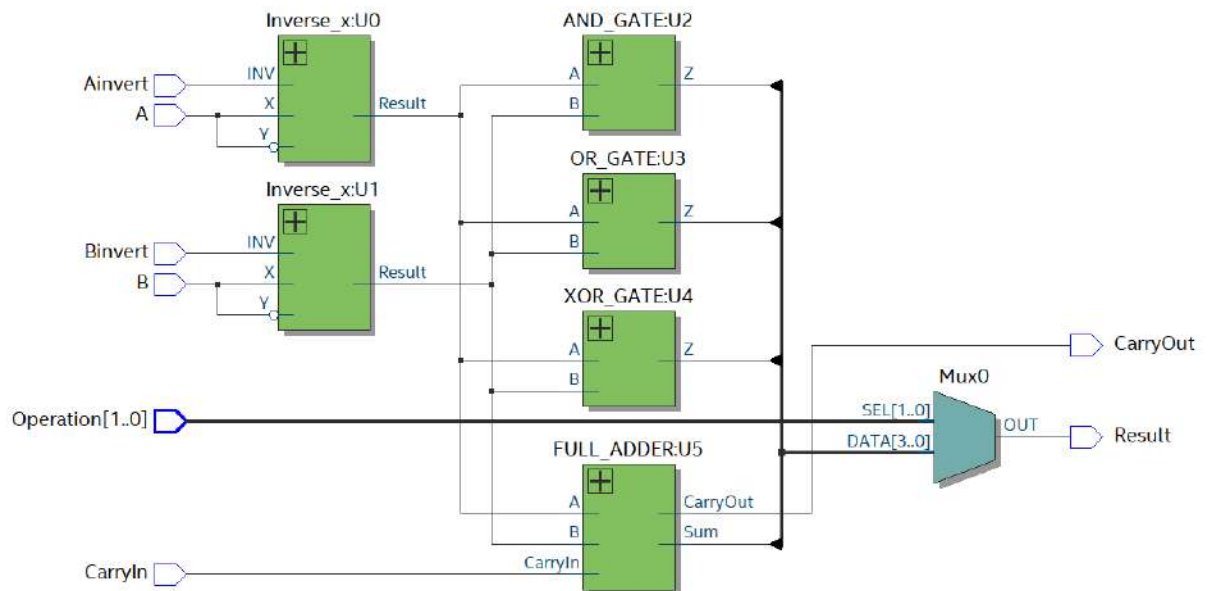 Inverse_x:U0
AND_GATE:U2
Ainvert
INV
A
X
Y
Result
A
B
Z
OR_GATE:U3
A
B
Z
Inverse_x:U1
Binvert
INV
B
X
Y
Result
XOR_GATE:U4
A
B
Z
CarryOut
Mux0
Operation[1..0]
SEL[1..0]
DATA[3..0]
OUT
Result
FULL_ADDER:U5
A
B
CarryIn
CarryOut
Sum
CarryIn